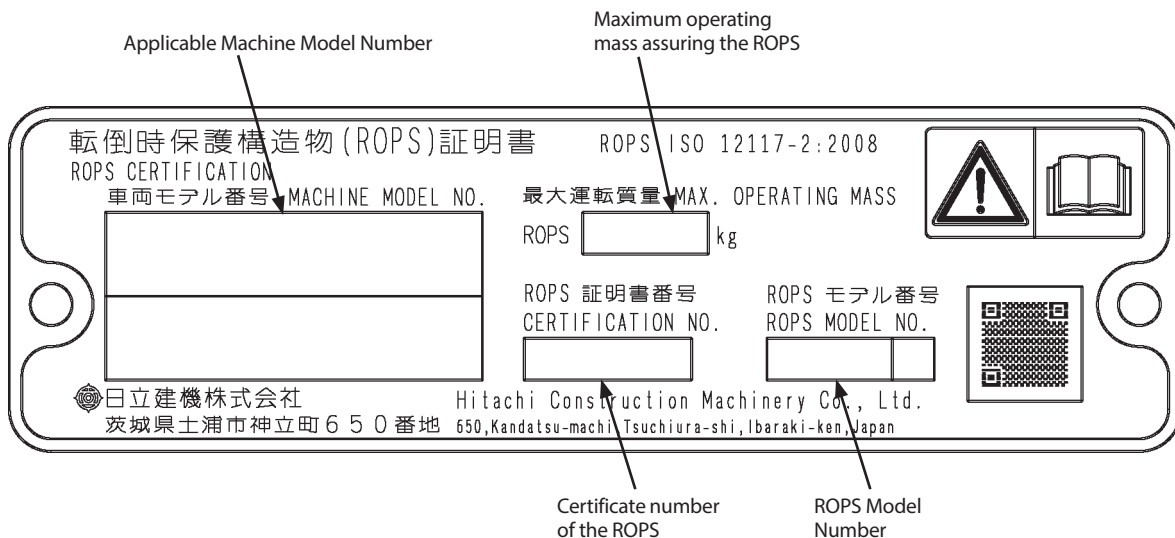 Applicable Machine Model Number
Maximum operating
mass assuring the ROPS
転倒時保護構造物(ROPS)証明書
ROPS ISO 12117-2:2008
ROPS CERTIFICATION
車両モデル番号 MACHINE MODEL NO.
最大運転質量 MAX. OPERATING MASS
ROPS kg
ROPS 証明書番号
CERTIFICATION NO.
ROPS モデル番号
ROPS MODEL NO.
日立建機株式会社
Hitachi Construction Machinery Co., Ltd.
茨城県土浦市神立町650番地
650,Kandatsu-machi,Tsuchiura-shi,Ibaraki-ken,Japan
Certificate number
of the ROPS
ROPS Model
Number